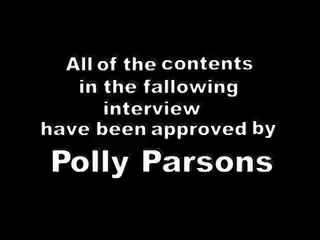 All of the contents
in the fallowing
interview
have been approved by
Polly Parsons